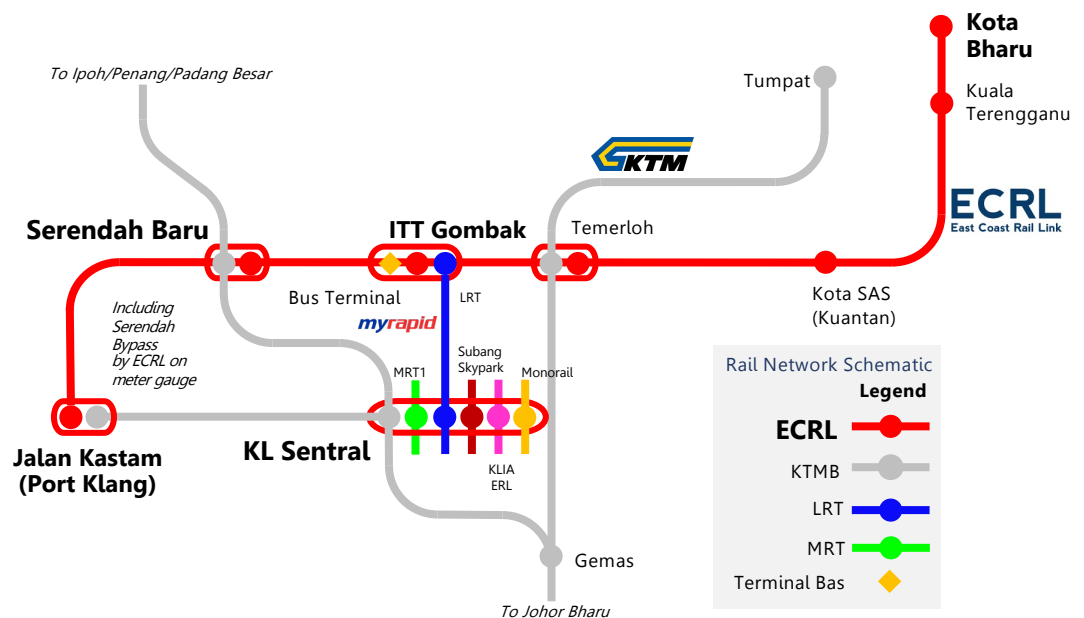 Kota
Bharu
To Ipoh/Penang/Padang Besar
Tumpat
Kuala
Terengganu
KTM
ECRL
East Coast Rail Link
Serendah Baru
ITT Gombak
Temerloh
Bus Terminal
LRT
Kota SAS
(Kuantan)
Including
Serendah
Bypass
by ECRL on
meter gauge
myrapid
MRT1
Subang
Skypark
Monorail
KL Sentral
KLIA
ERL
Jalan Kastam
(Port Klang)
Gemas
To Johor Bharu
Rail Network Schematic
Legend
ECRL
KTMB
LRT
MRT
Terminal Bas